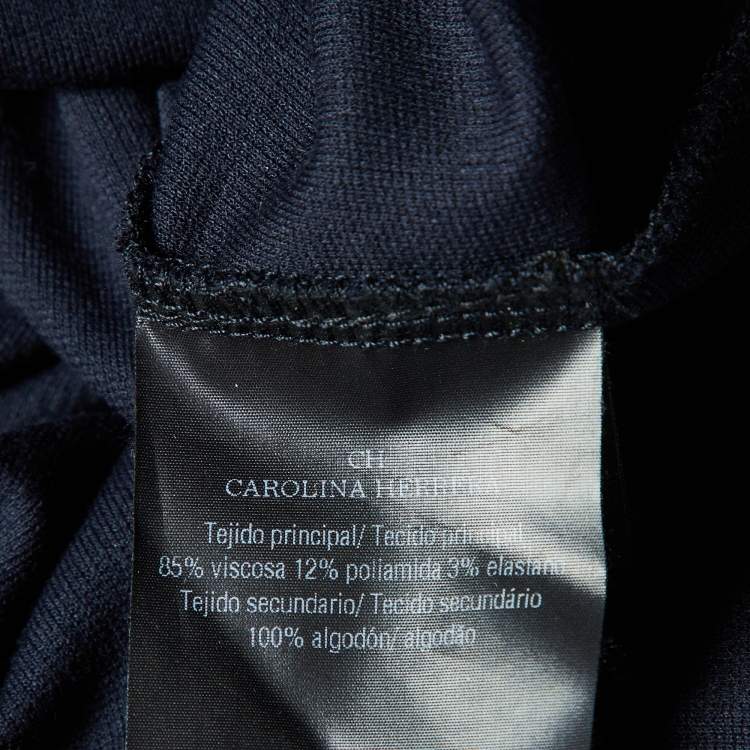 CH
CAROLINA HERRERA
Tejido principal/ Tecido principal
85% viscosa 12% poliamida 3% elastano
Tejido secundario/ Tecido secundário
100% algodón/ algodão